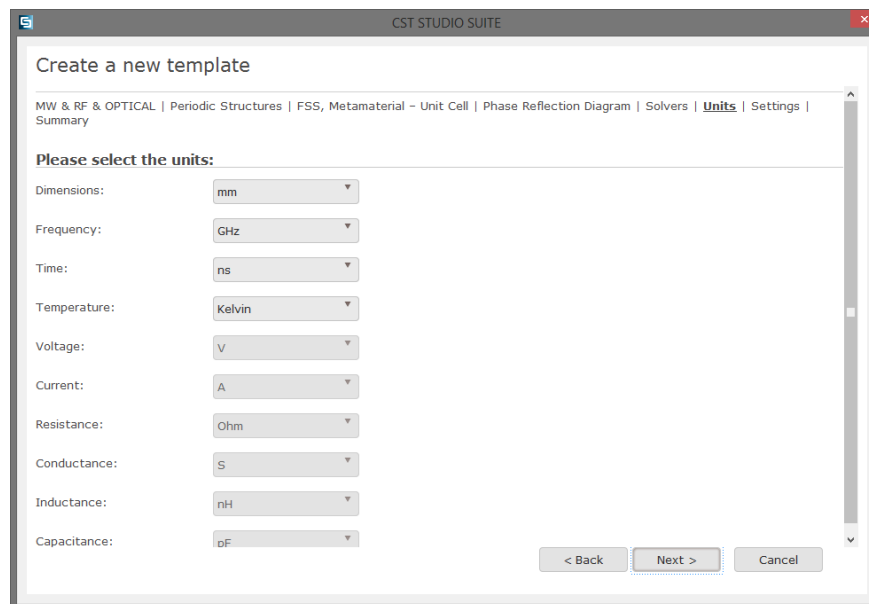 CST STUDIO SUITE
Create a new template
MW & RF & OPTICAL | Periodic Structures | FSS, Metamaterial – Unit Cell | Phase Reflection Diagram | Solvers | Units | Settings |
Summary
Please select the units:
Dimensions: mm
Frequency: GHz
Time: ns
Temperature: Kelvin
Voltage: V
Current: A
Resistance: Ohm
Conductance: S
Inductance: nH
Capacitance: pF
< Back Next > Cancel